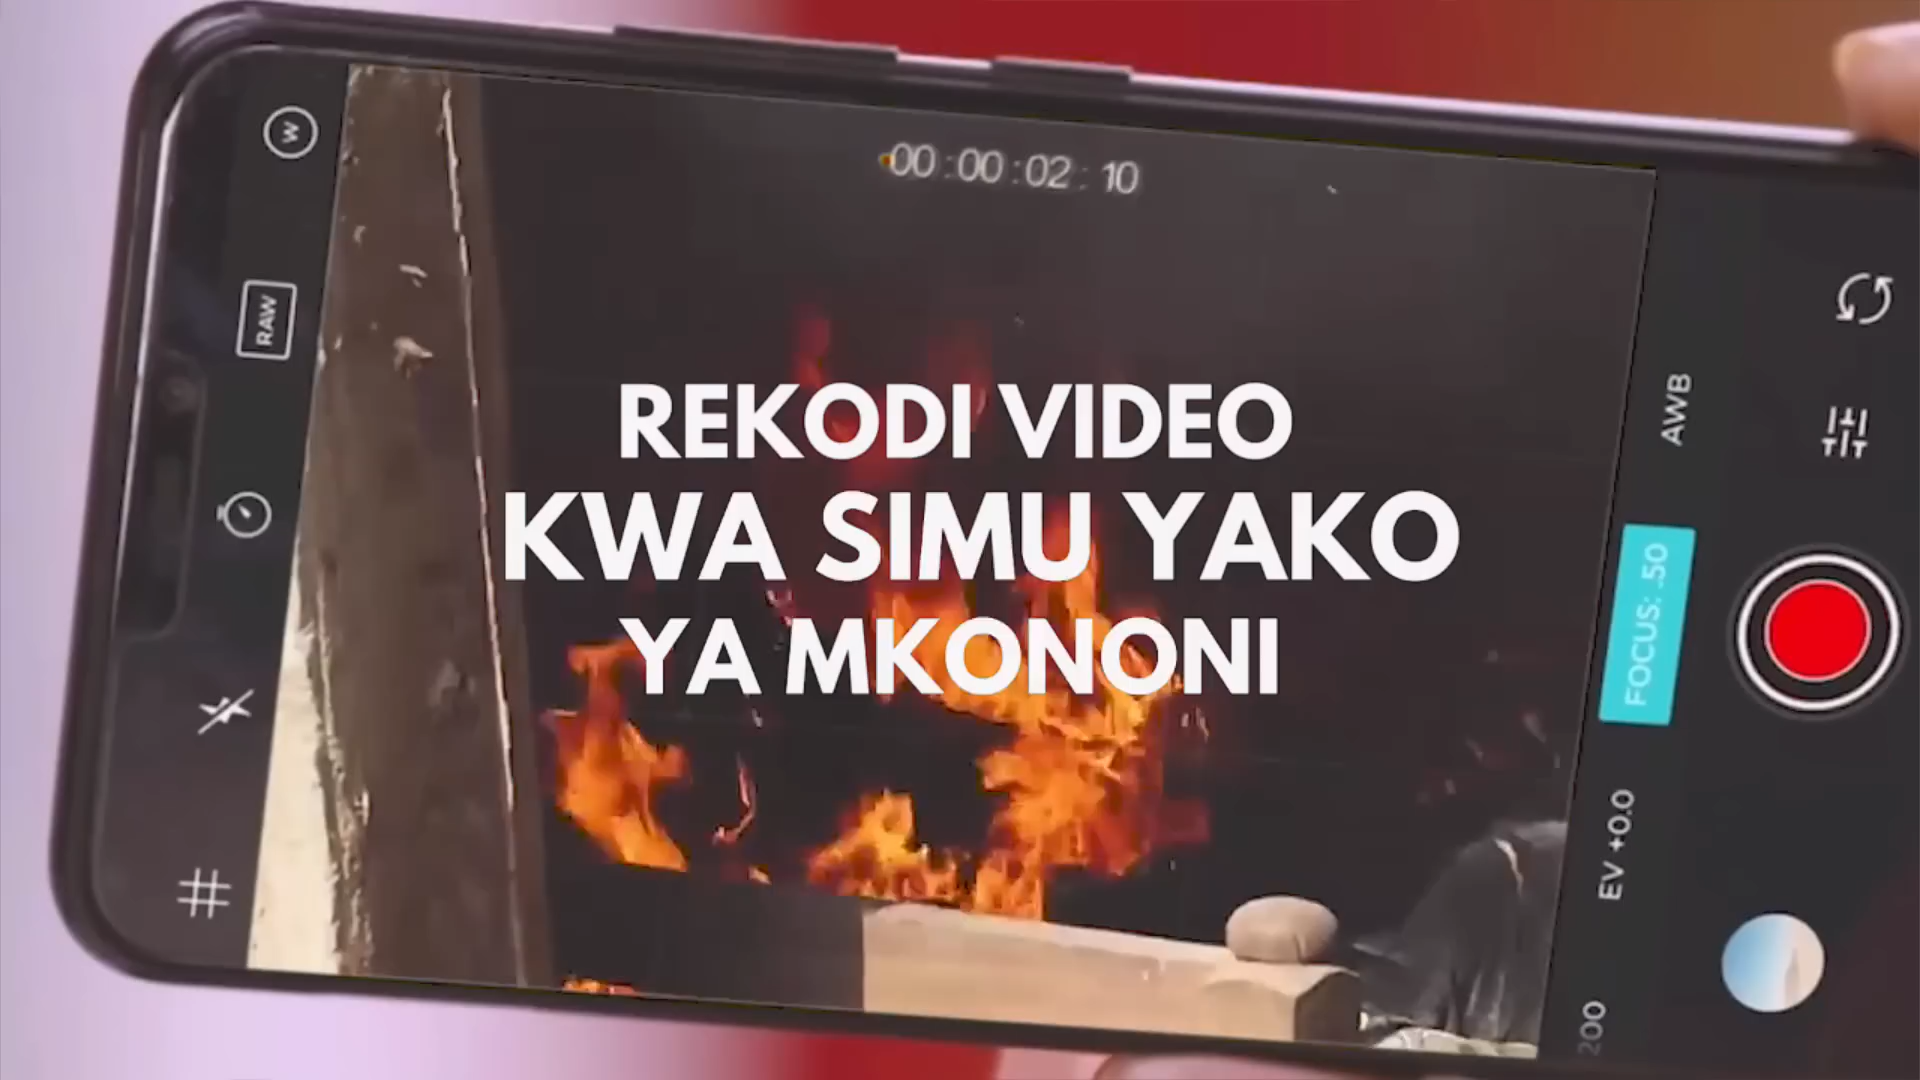 W
RAW
00:00:02:10
REKODI VIDEO
KWA SIMU YAKO
YA MKONONI
AWB
FOCUS: .50
EV +0.0
200